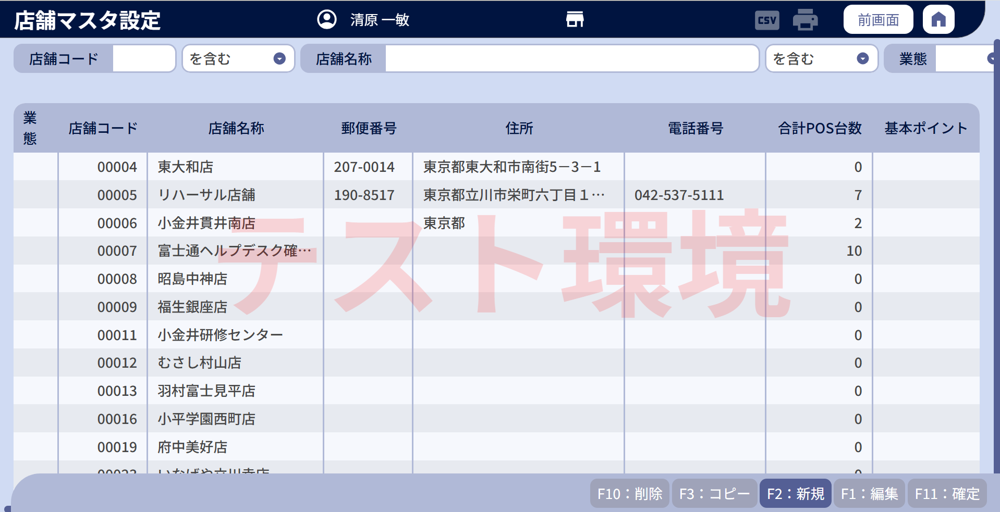 店舗マスタ設定
清原 一敏
CSV
前画面
店舗コード
を含む
店舗名称
を含む
業態
業態 店舗コード 店舗名称 郵便番号 住所 電話番号 合計POS台数 基本ポイント
00004 東大和店 207-0014 東京都東大和市南街5ー3ー1 0
00005 リハーサル店舗 190-8517 東京都立川市栄町六丁目１… 042-537-5111 7
00006 小金井貫井南店 東京都 2
00007 富士通ヘルプデスク確… 10
00008 昭島中神店 0
00009 福生銀座店 0
00011 小金井研修センター 0
00012 むさし村山店 0
00013 羽村富士見平店 0
00016 小平学園西町店 0
00019 府中美好店 0
テスト環境
F10：削除
F3：コピー
F2：新規
F1：編集
F11：確定